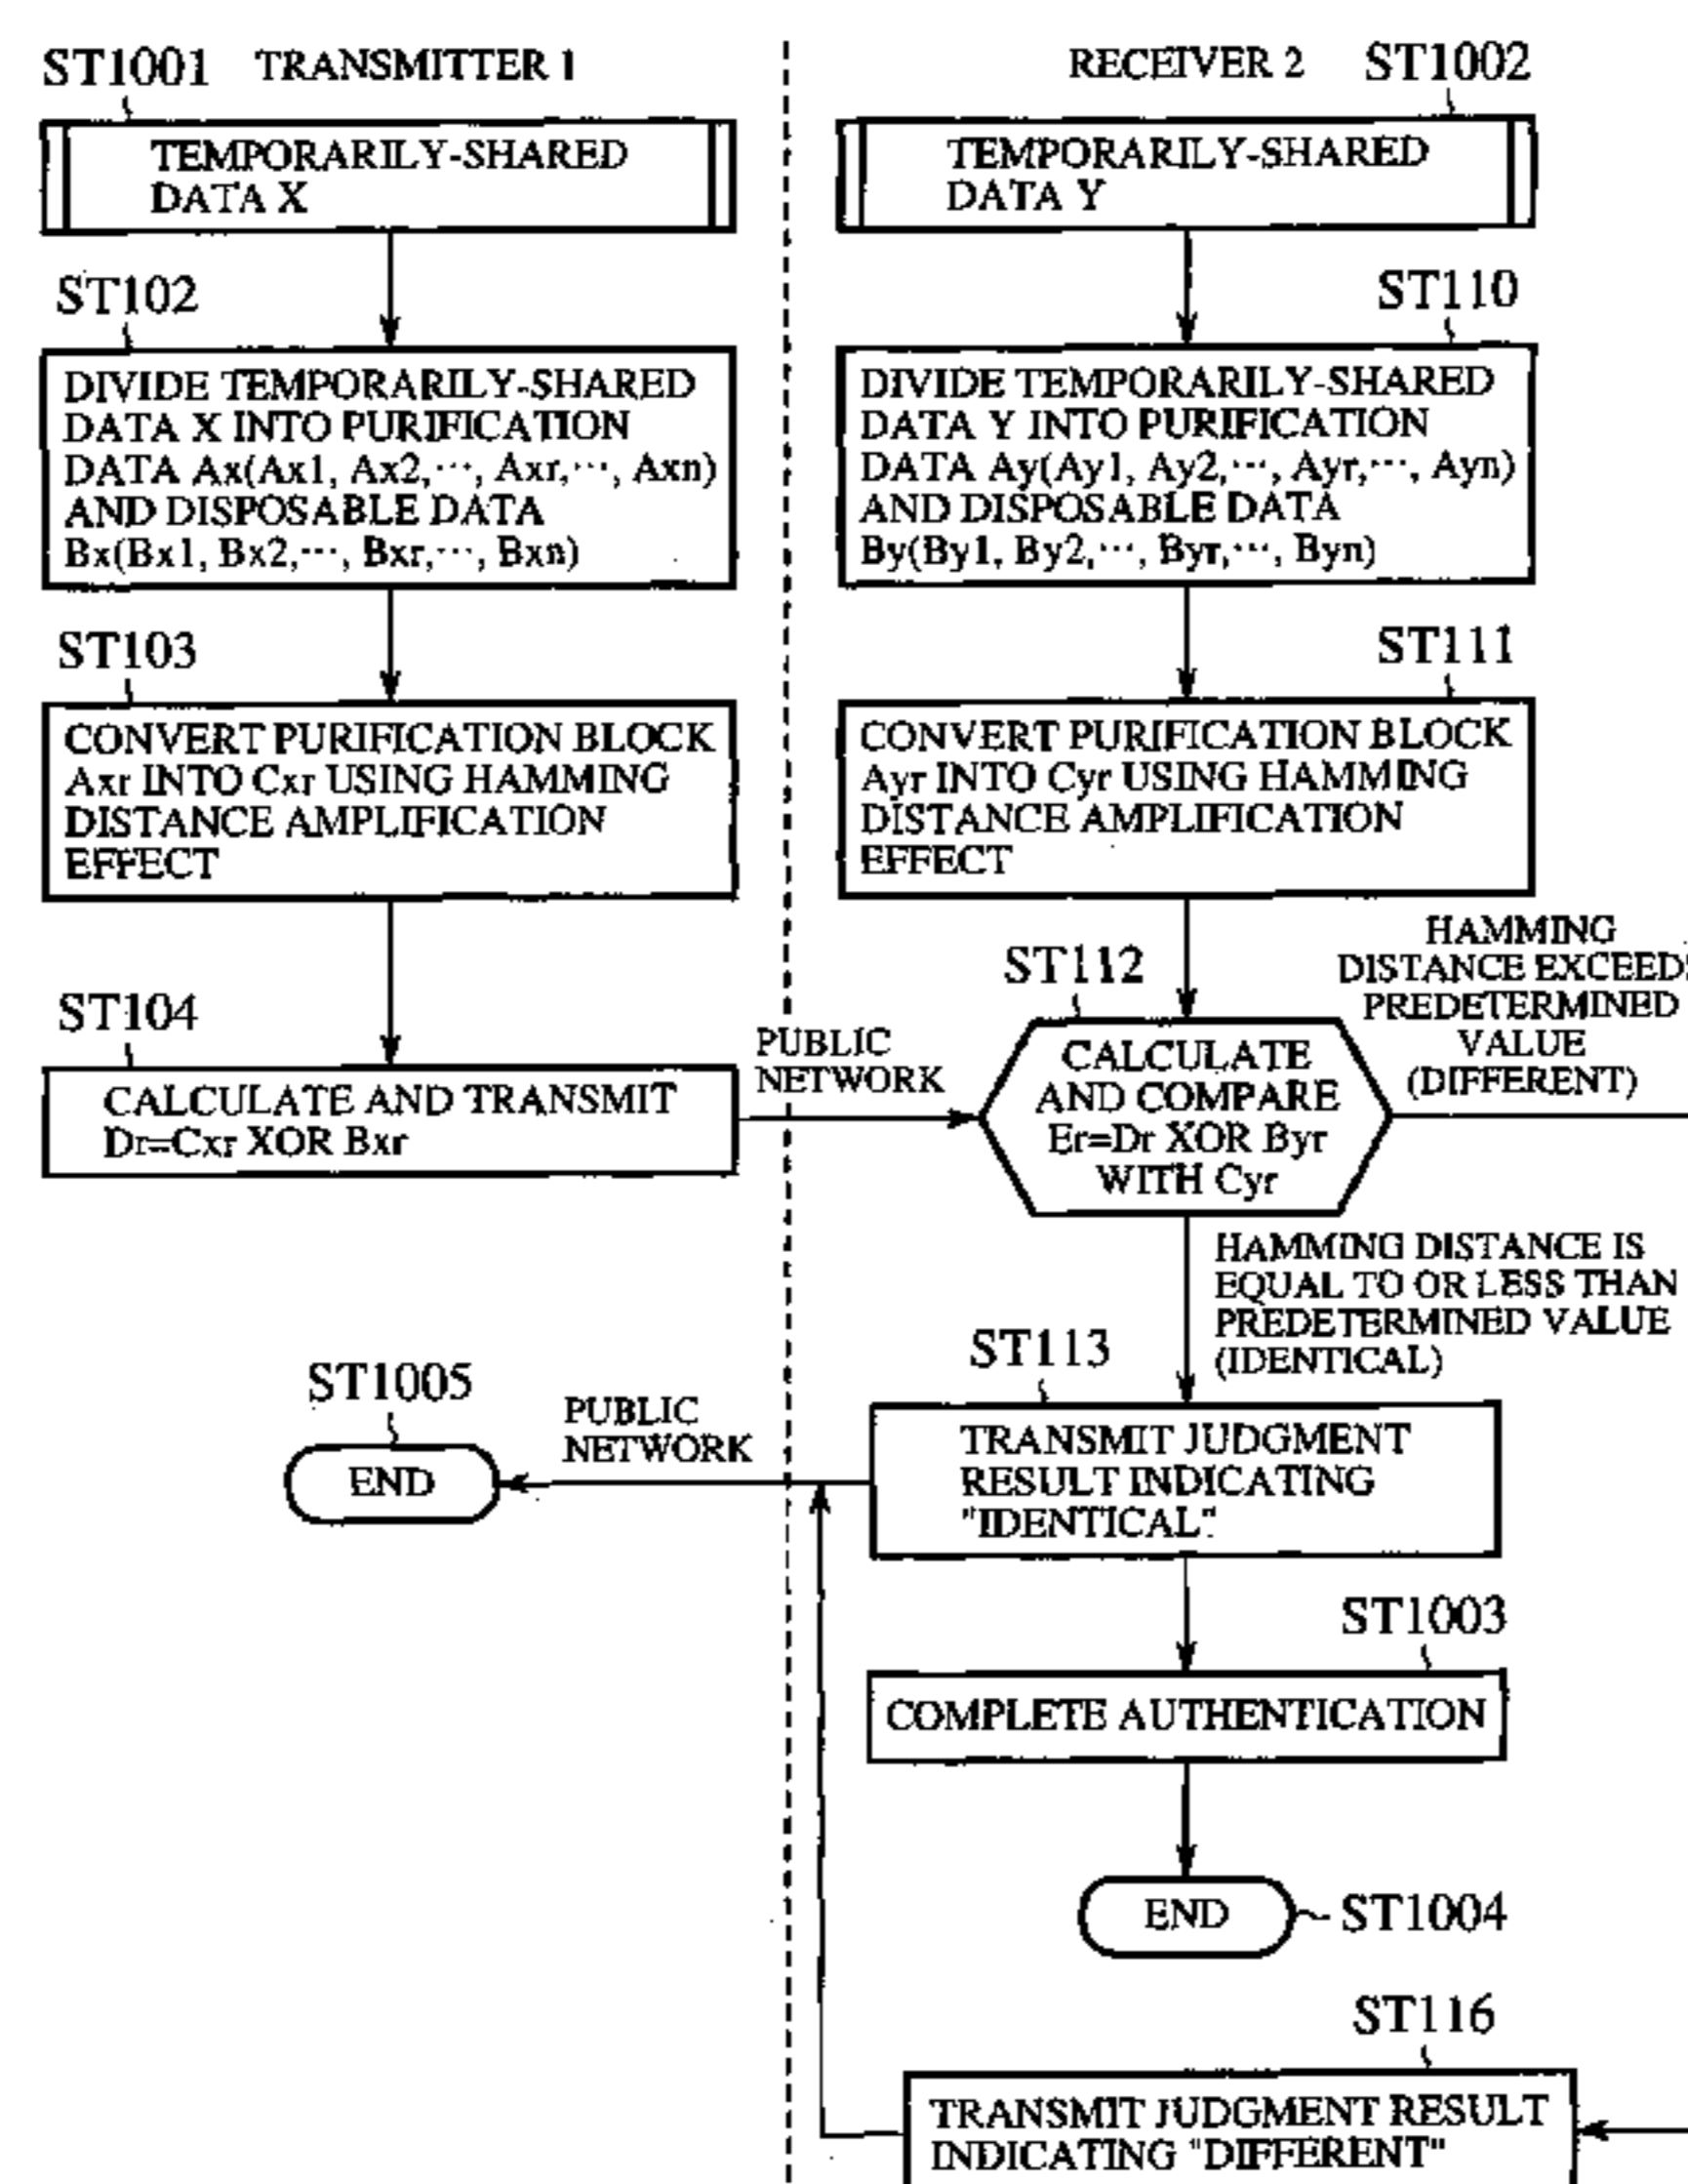 ST1001 TRANSMITTER 1
TEMPORARILY-SHARED
DATA X
ST102
DIVIDE TEMPORARILY-SHARED
DATA X INTO PURIFICATION
DATA Ax(Ax1, Ax2,···, Axr,···, Axn)
AND DISPOSABLE DATA
Bx(Bx1, Bx2,···, Bxr,···, Bxn)
ST103
CONVERT PURIFICATION BLOCK
Axr INTO Cxr USING HAMMING
DISTANCE AMPLIFICATION
EFFECT
ST104
CALCULATE AND TRANSMIT
Dr=Cxr XOR Bxr
PUBLIC
NETWORK
RECEIVER 2 ST1002
TEMPORARILY-SHARED
DATA Y
ST110
DIVIDE TEMPORARILY-SHARED
DATA Y INTO PURIFICATION
DATA Ay(Ay1, Ay2,···, Ayr,···, Ayn)
AND DISPOSABLE DATA
By(By1, By2,···, Byr,···, Byn)
ST111
CONVERT PURIFICATION BLOCK
Ayr INTO Cyr USING HAMMING
DISTANCE AMPLIFICATION
EFFECT
ST112
CALCULATE
AND COMPARE
Er=Dr XOR Byr
WITH Cyr
HAMMING
DISTANCE EXCEEDS
PREDETERMINED
VALUE
(DIFFERENT)
HAMMING DISTANCE IS
EQUAL TO OR LESS THAN
PREDETERMINED VALUE
(IDENTICAL)
ST113
TRANSMIT JUDGMENT
RESULT INDICATING
"IDENTICAL"
PUBLIC
NETWORK
ST1005
END
ST1003
COMPLETE AUTHENTICATION
END
ST1004
ST116
TRANSMIT JUDGMENT RESULT
INDICATING "DIFFERENT"